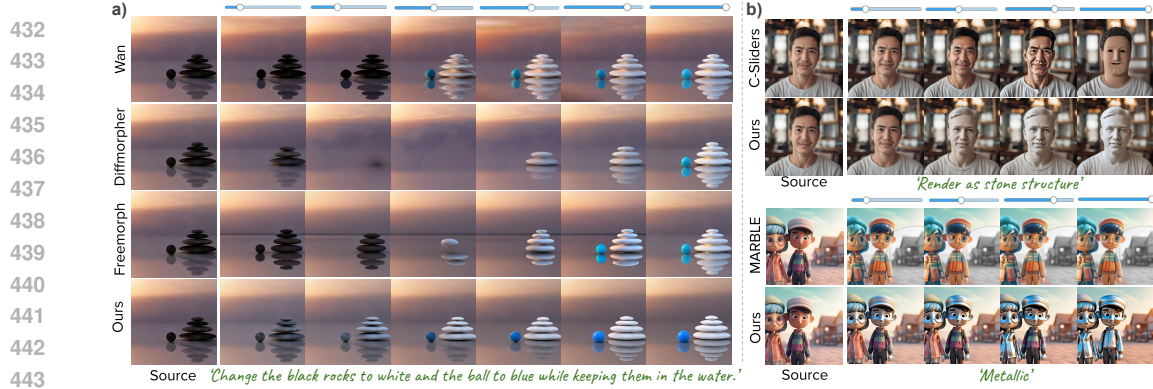 432
433
434
435
436
437
438
439
440
441
442
443
a)
Wan
Diffmorpher
Freemorph
Ours
Source
'Change the black rocks to white and the ball to blue while keeping them in the water.'
b)
C-Sliders
Ours
Source
'Render as stone structure'
MARBLE
Ours
Source
'Metallic'